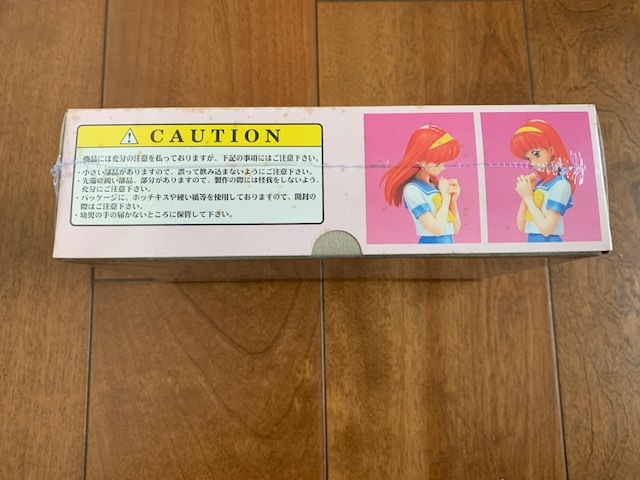 CAUTION
商品には充分の注意を払っておりますが、下記の事項にはご注意下さい。
・小さい部品がありますので、誤って飲み込まないようにご注意下さい。
・先端の鋭い部品、部分がありますので、製作の際には怪我をしないよう、
充分にご注意下さい。
・パッケージに、ホッチキスや硬い紙等を使用しておりますので、開封の
際はご注意下さい。
・幼児の手の届かないところに保管して下さい。